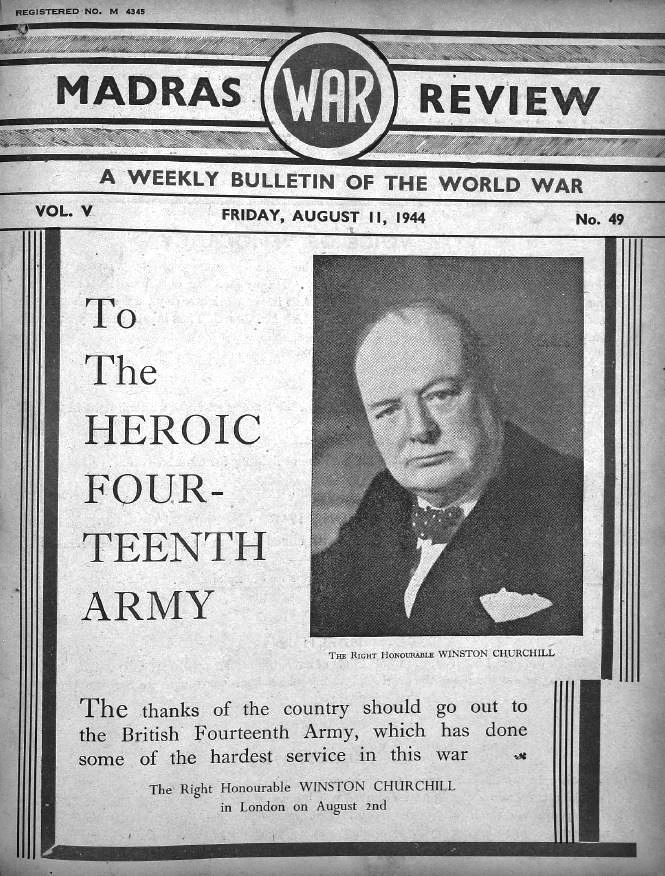 REGISTERED NO. M 4345
MADRAS WAR REVIEW
A WEEKLY BULLETIN OF THE WORLD WAR
VOL. V FRIDAY, AUGUST 11, 1944 No. 49
To
The
HEROIC
FOUR-
TEENTH
ARMY
THE RIGHT HONOURABLE WINSTON CHURCHILL
The thanks of the country should go out to
the British Fourteenth Army, which has done
some of the hardest service in this war
The Right Honourable WINSTON CHURCHILL
in London on August 2nd